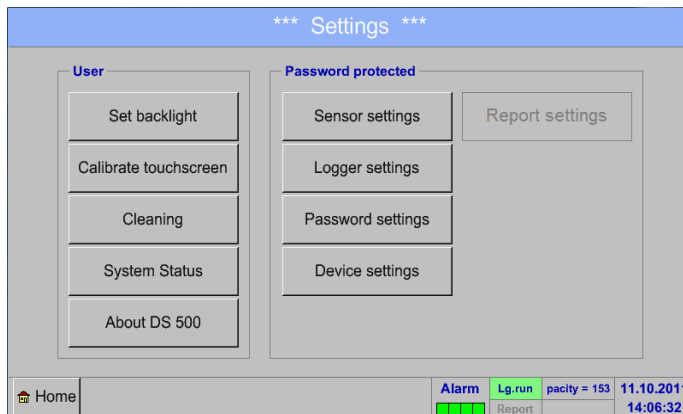 *** Settings ***
User
Set backlight
Calibrate touchscreen
Cleaning
System Status
About DS 500
Password protected
Sensor settings
Report settings
Logger settings
Password settings
Device settings
Home
Alarm
Lg.run
pacity = 153
11.10.2011
Report
14:06:32